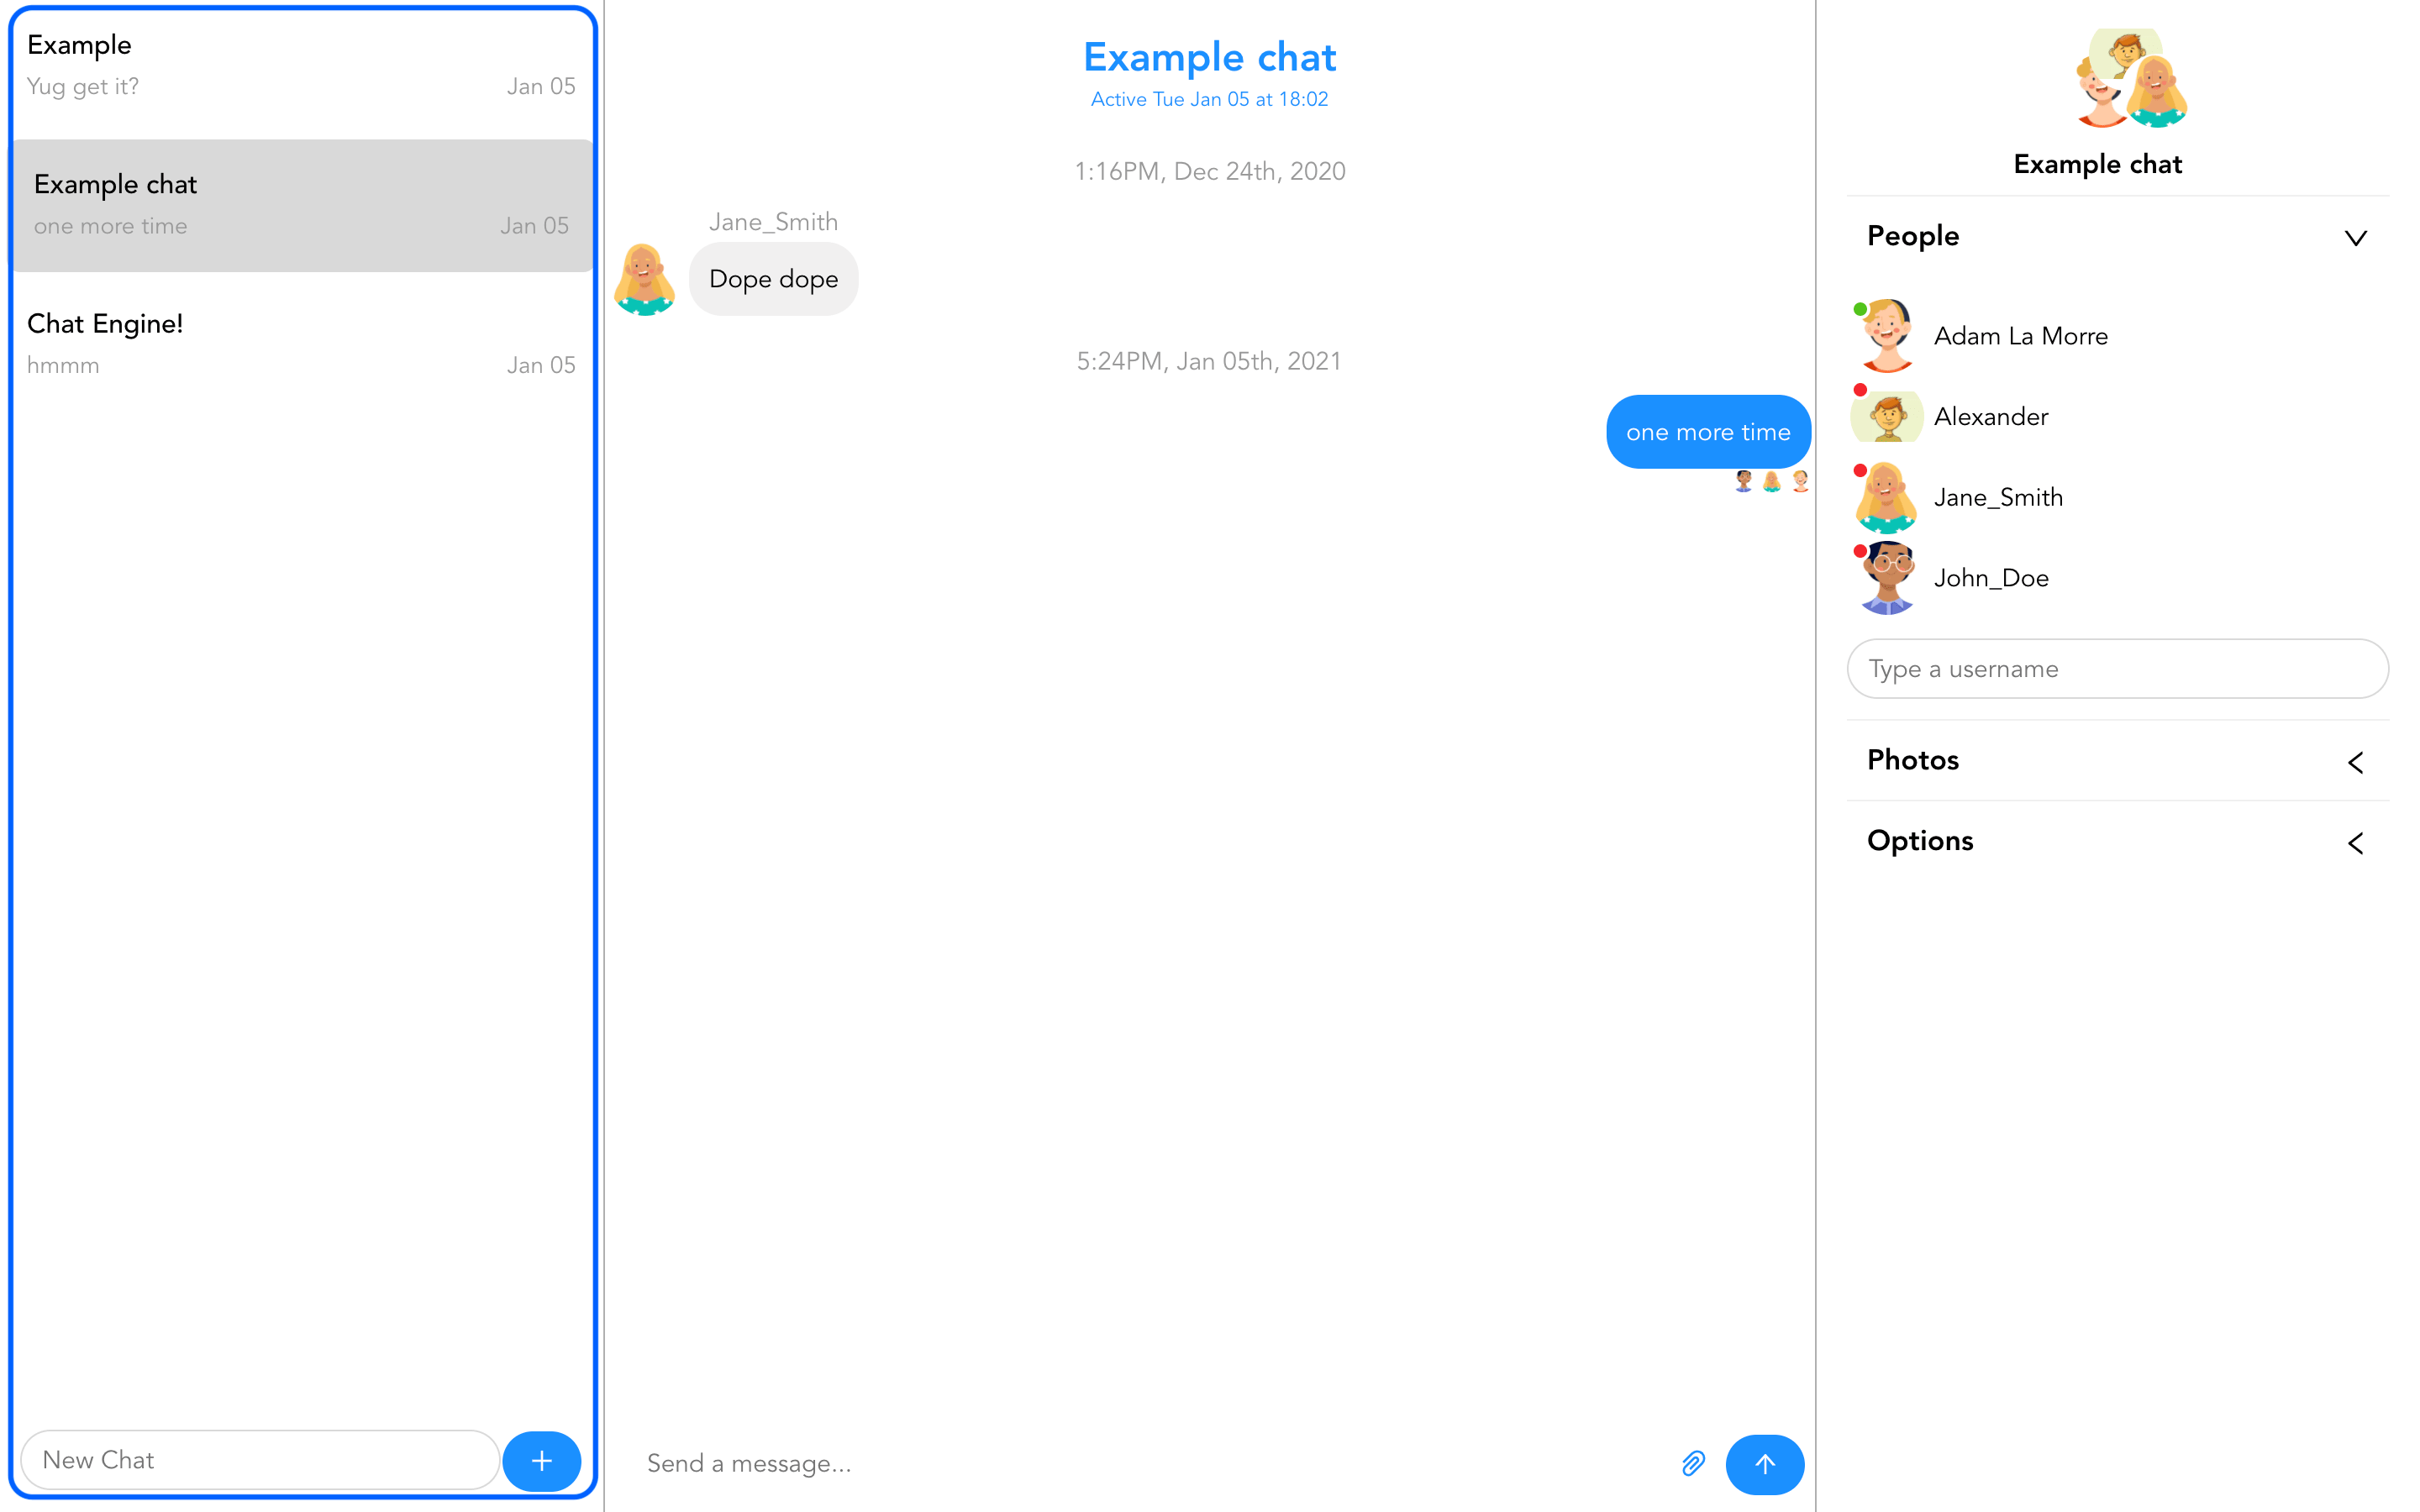 Example
Yug get it?
Jan 05
Example chat
one more time
Jan 05
Chat Engine!
hmmm
Jan 05
New Chat
+
Example chat
Active Tue Jan 05 at 18:02
1:16PM, Dec 24th, 2020
Jane_Smith
Dope dope
5:24PM, Jan 05th, 2021
one more time
Send a message...
Example chat
People
Adam La Morre
Alexander
Jane_Smith
John_Doe
Type a username
Photos
Options